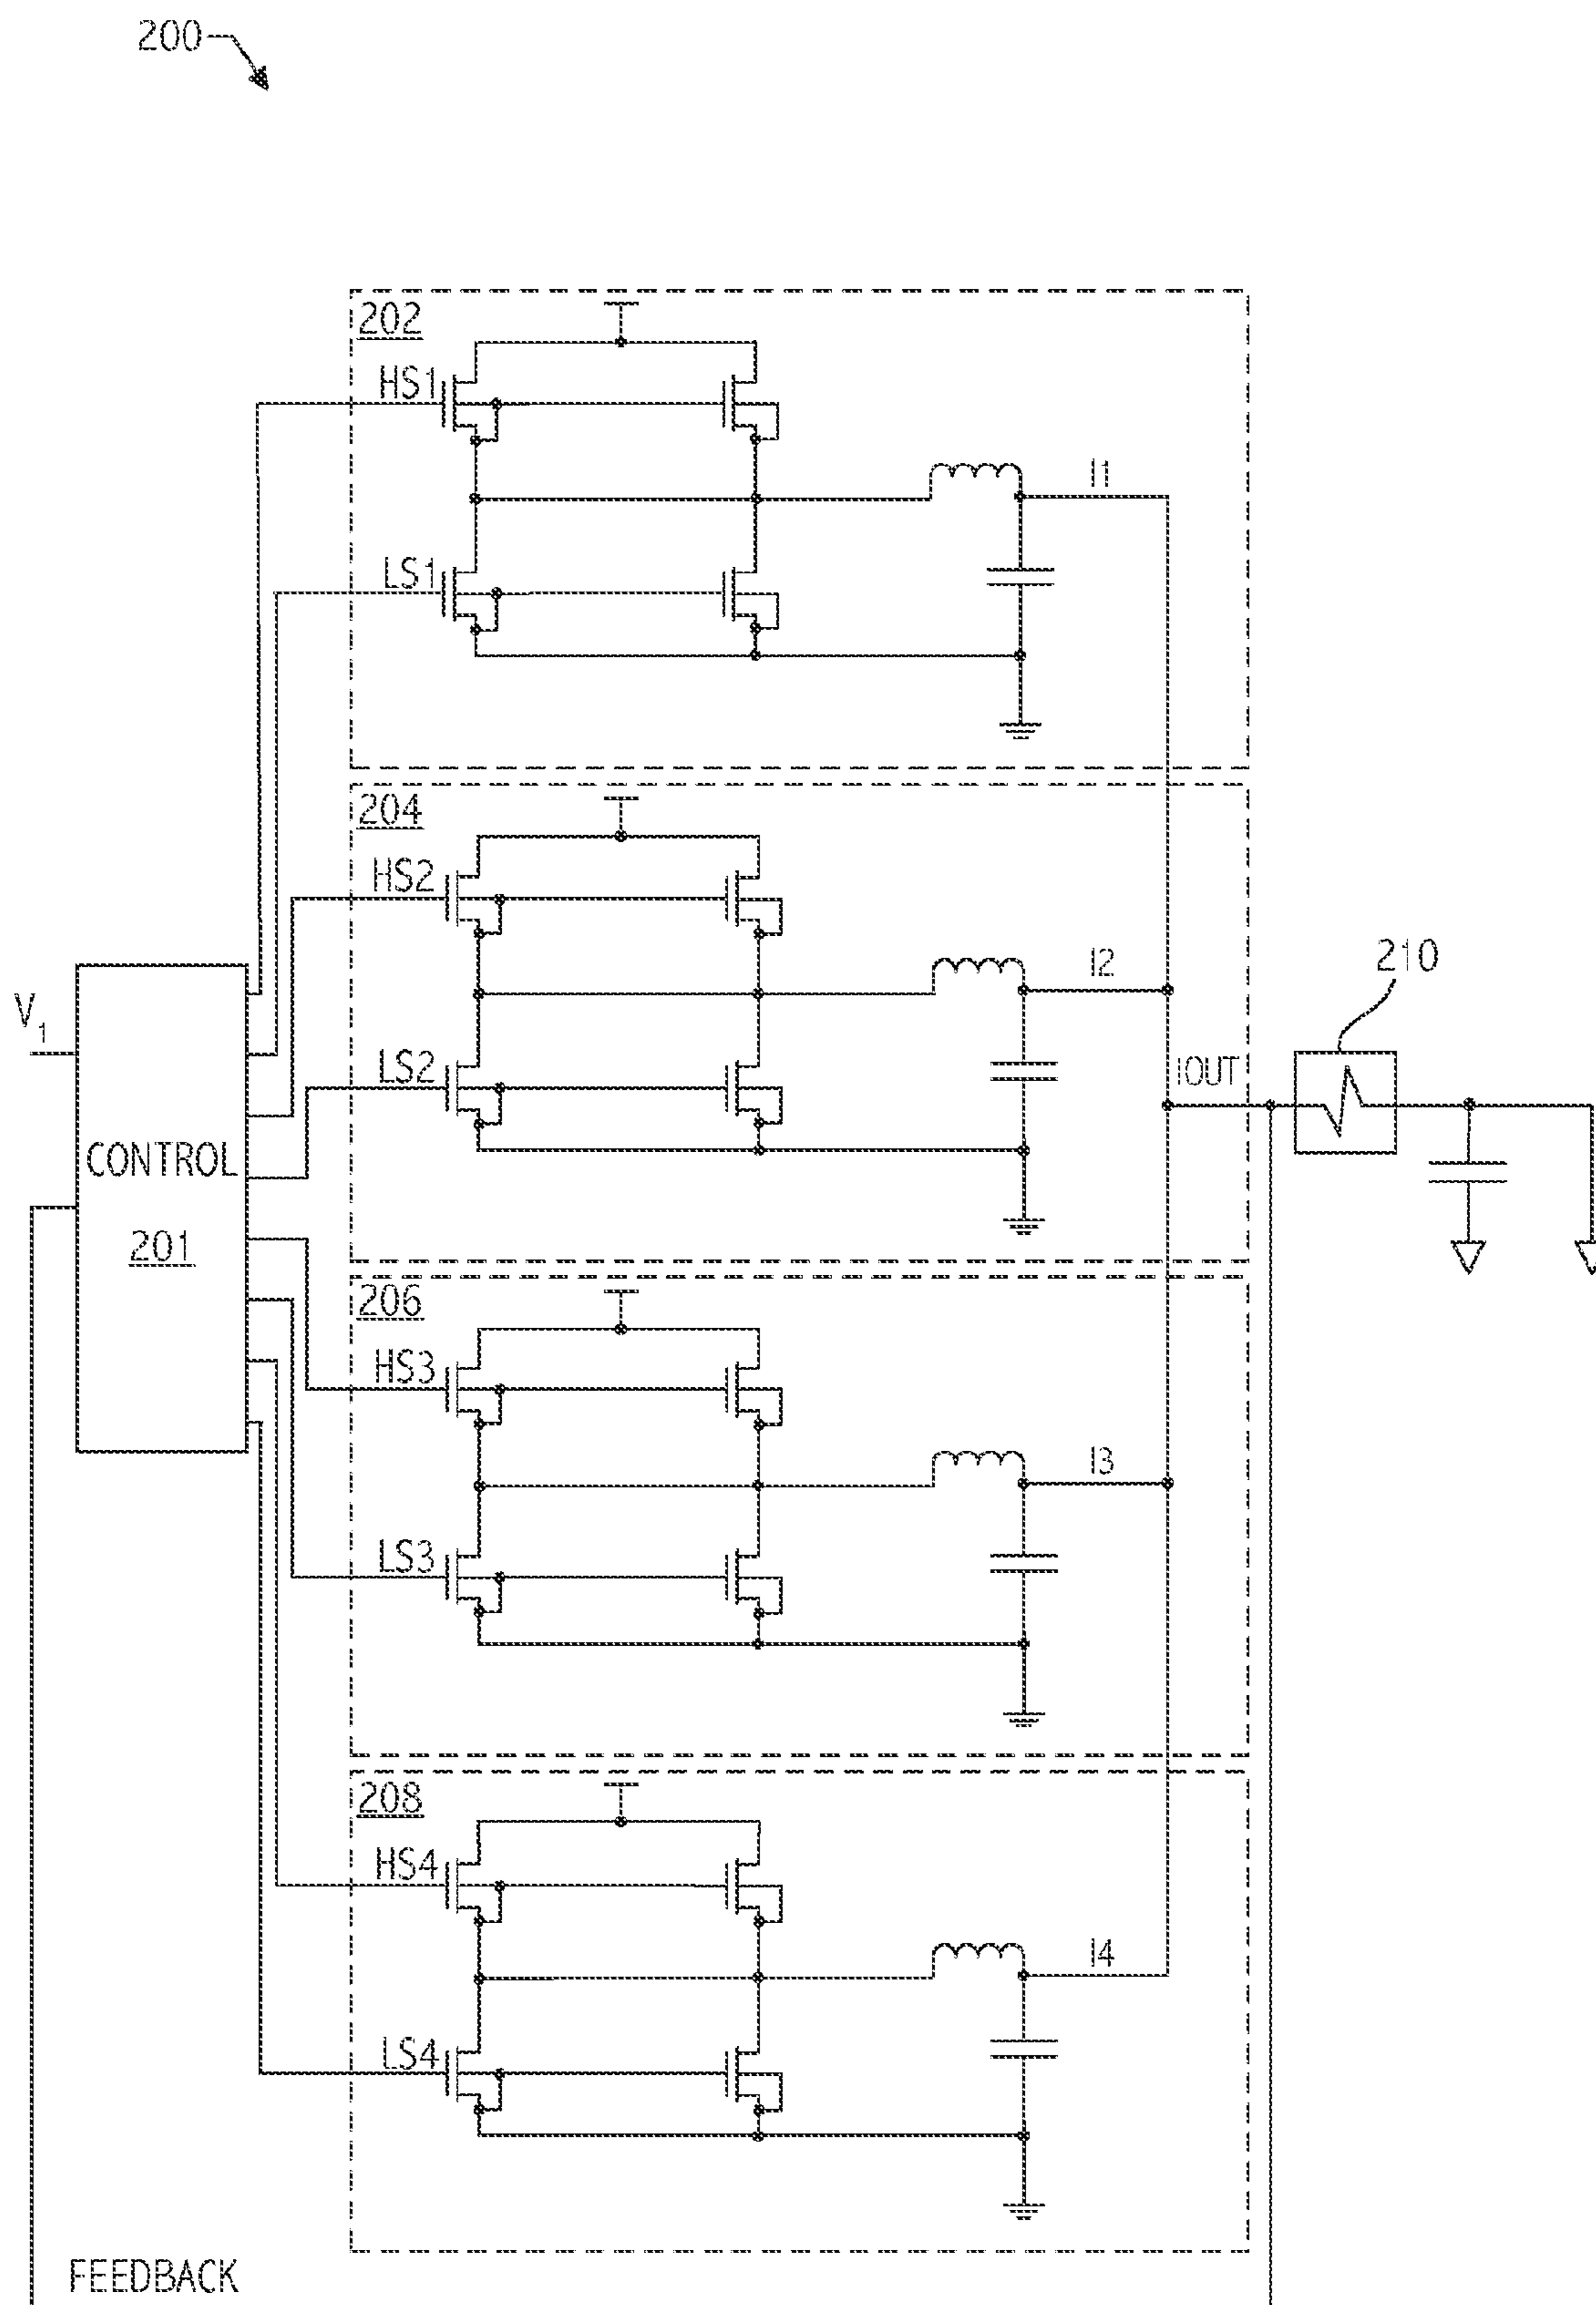 200
202
HS1
I1
LS1
204
HS2
I2
210
V1
LS2
IOUT
CONTROL
201
206
HS3
I3
LS3
208
HS4
I4
LS4
FEEDBACK